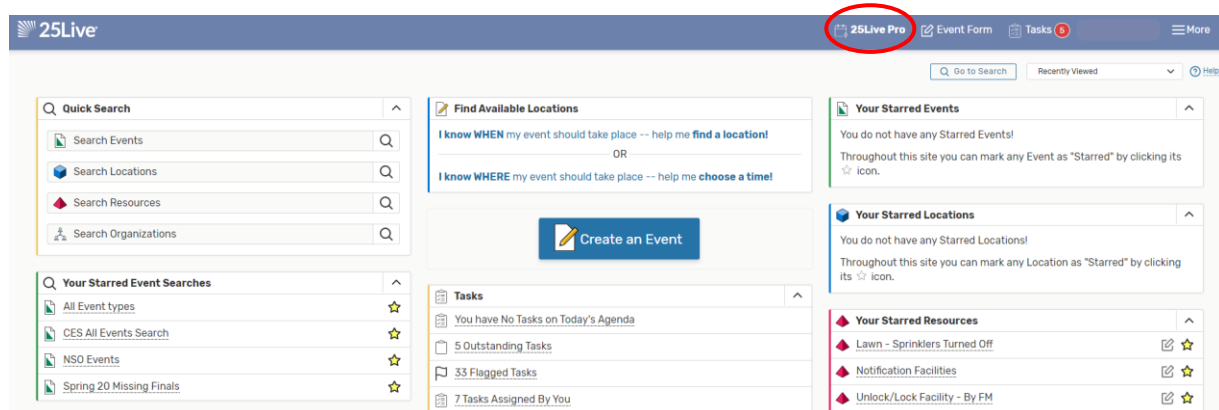 25Live
25Live Pro
Event Form
Tasks 5
More
Go to Search
Recently Viewed
Help
Quick Search
Search Events
Search Locations
Search Resources
Search Organizations
Your Starred Event Searches
All Event types
CES All Events Search
NSO Events
Spring 20 Missing Finals
Find Available Locations
I know WHEN my event should take place -- help me find a location!
OR
I know WHERE my event should take place -- help me choose a time!
Create an Event
Tasks
You have No Tasks on Today's Agenda
5 Outstanding Tasks
33 Flagged Tasks
7 Tasks Assigned By You
Your Starred Events
You do not have any Starred Events!
Throughout this site you can mark any Event as "Starred" by clicking its
icon.
Your Starred Locations
You do not have any Starred Locations!
Throughout this site you can mark any Location as "Starred" by clicking
its icon.
Your Starred Resources
Lawn - Sprinklers Turned Off
Notification Facilities
Unlock/Lock Facility - By FM